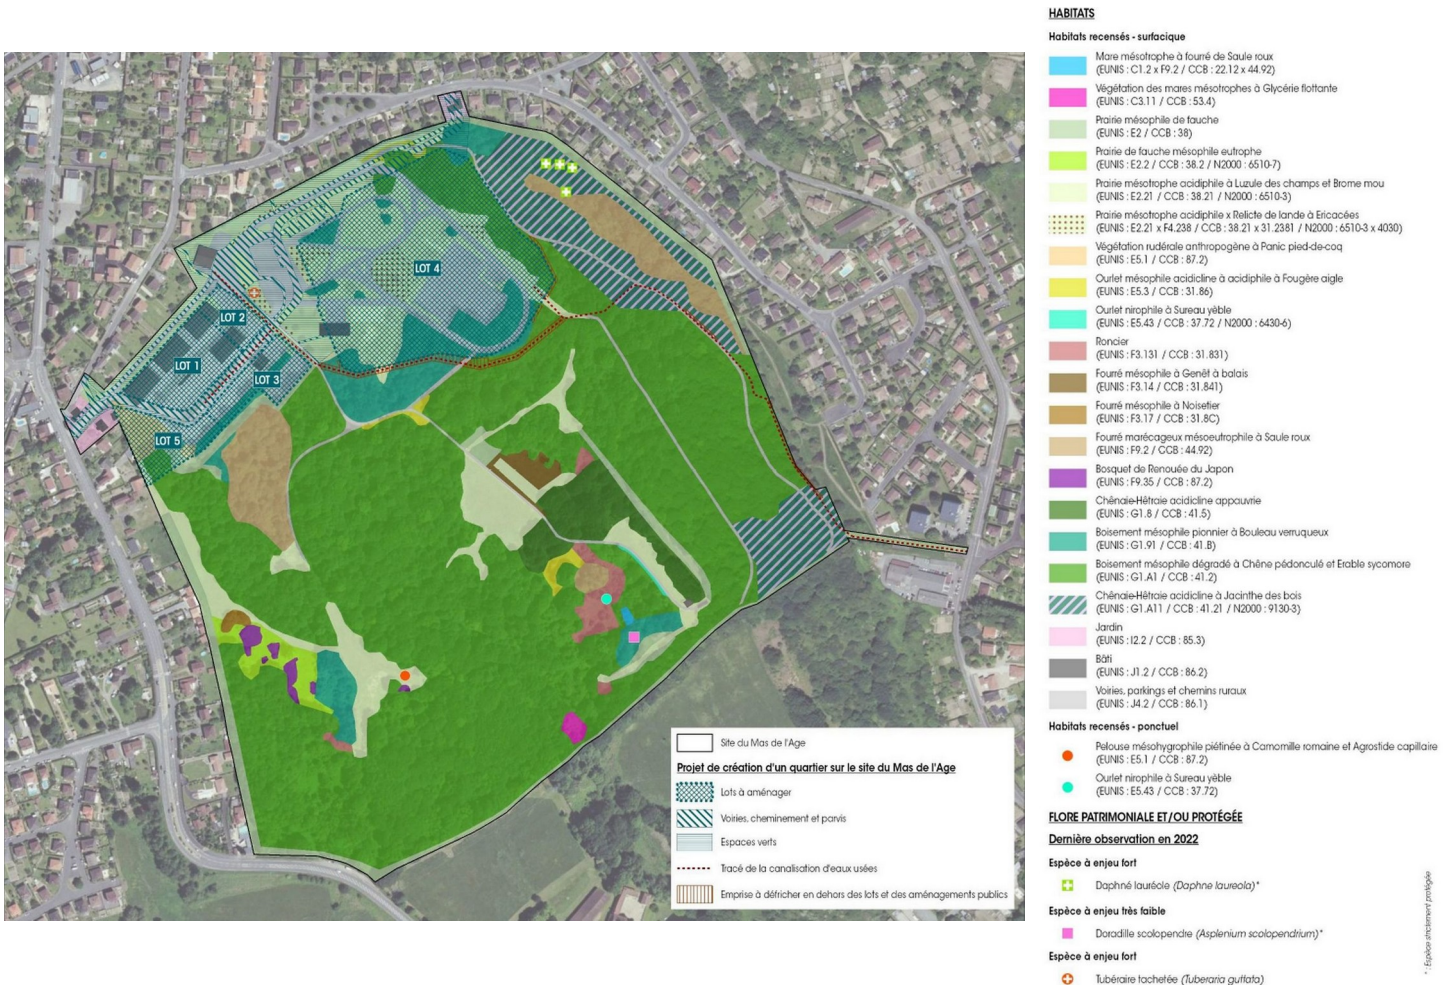 HABITATS
Habitats recensés - surfacique
Mare mésotrophe à fourré de Saule roux
(EUNIS : C1.2 x F9.2 / CCB : 22.12 x 44.92)
Végétation des mares mésotrophes à Glycérie flottante
(EUNIS : C3.11 / CCB : 53.4)
Prairie mésophile de fauche
(EUNIS : E2 / CCB : 38)
Prairie de fauche mésophile eutrophe
(EUNIS : E2.2 / CCB : 38.2 / N2000 : 6510-7)
Prairie mésotrophe acidiphile à Luzule des champs et Brome mou
(EUNIS : E2.21 / CCB : 38.21 / N2000 : 6510-3)
Prairie mésotrophe acidiphile x Relicte de lande à Ericacées
(EUNIS : E2.21 x F4.238 / CCB : 38.21 x 31.2381 / N2000 : 6510-3 x 4030)
Végétation rudérale anthropogène à Panic pied-de-coq
(EUNIS : E5.1 / CCB : 87.2)
Ourlet mésophile acidicline à acidiphile à Fougère aigle
(EUNIS : E5.3 / CCB : 31.86)
Ourlet nirophile à Sureau yèble
(EUNIS : E5.43 / CCB : 37.72 / N2000 : 6430-6)
Roncier
(EUNIS : F3.131 / CCB : 31.831)
Fourré mésophile à Genêt à balais
(EUNIS : F3.14 / CCB : 31.841)
Fourré mésophile à Noisetier
(EUNIS : F3.17 / CCB : 31.8C)
Fourré marécageux mésoeutrophile à Saule roux
(EUNIS : F9.2 / CCB : 44.92)
Bosquet de Renouée du Japon
(EUNIS : F9.35 / CCB : 87.2)
Chênaie-Hêtraie acidicline appauvrie
(EUNIS : G1.8 / CCB : 41.5)
Boisement mésophile pionnier à Bouleau verruqueux
(EUNIS : G1.91 / CCB : 41.B)
Boisement mésophile dégradé à Chêne pédonculé et Erable sycomore
(EUNIS : G1.A1 / CCB : 41.2)
Chênaie-Hêtraie acidicline à Jacinthe des bois
(EUNIS : G1.A11 / CCB : 41.21 / N2000 : 9130-3)
Jardin
(EUNIS : I2.2 / CCB : 85.3)
Bâti
(EUNIS : J1.2 / CCB : 86.2)
Voiries, parkings et chemins ruraux
(EUNIS : J4.2 / CCB : 86.1)
Habitats recensés - ponctuel
Pelouse mésohygrophile piétinée à Camomille romaine et Agrostide capillaire
(EUNIS : E5.1 / CCB : 87.2)
Ourlet nirophile à Sureau yèble
(EUNIS : E5.43 / CCB : 37.72)
FLORE PATRIMONIALE ET/OU PROTÉGÉE
Dernière observation en 2022
Espèce à enjeu fort
Daphné lauréole (Daphne laureola)*
Espèce à enjeu très faible
Doradille scolopendre (Asplenium scolopendrium)*
Espèce à enjeu fort
Tubéraire tachetée (Tuberaria guttata)
* : Espèce strictement protégée
LOT 4
LOT 2
LOT 1
LOT 3
LOT 5
Site du Mas de l'Age
Projet de création d'un quartier sur le site du Mas de l'Age
Lots à aménager
Voiries, cheminement et parvis
Espaces verts
Tracé de la canalisation d'eaux usées
Emprise à défricher en dehors des lots et des aménagements publics